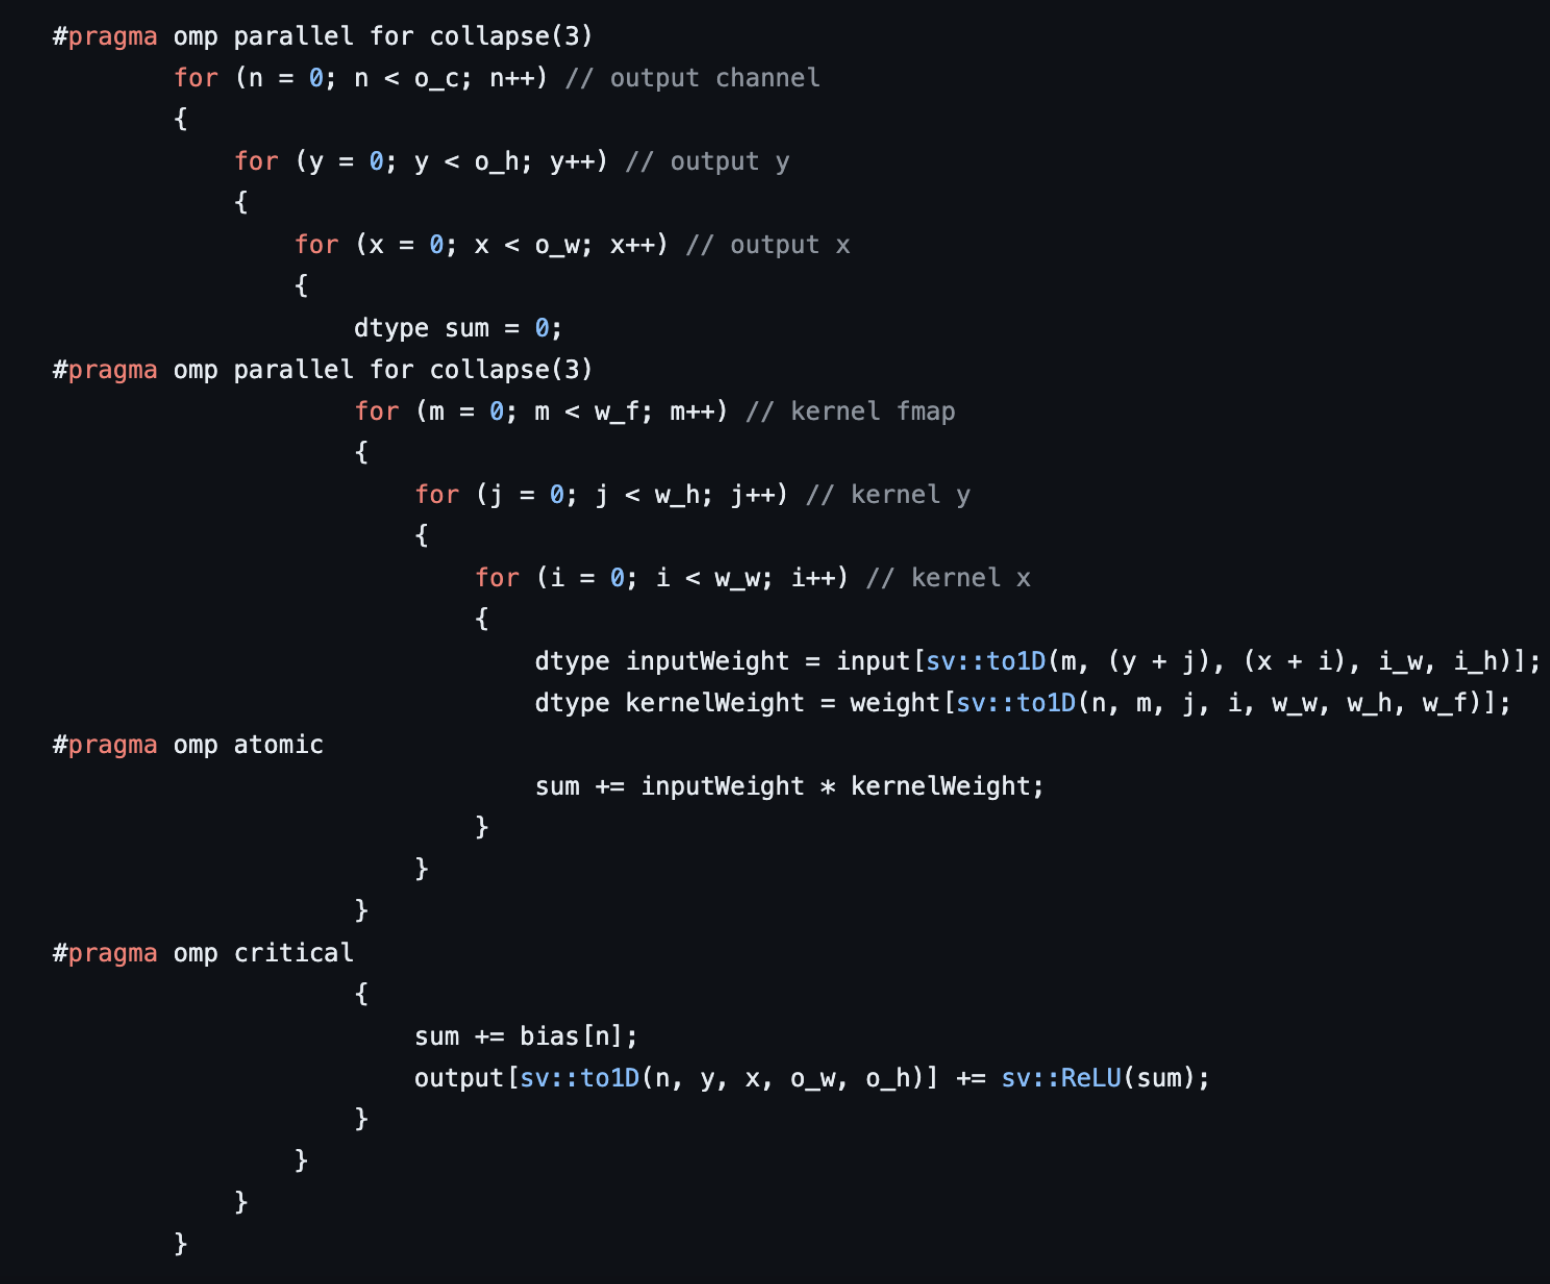 #pragma omp parallel for collapse(3)
for (n = 0; n < o_c; n++) // output channel
{
for (y = 0; y < o_h; y++) // output y
{
for (x = 0; x < o_w; x++) // output x
{
dtype sum = 0;
#pragma omp parallel for collapse(3)
for (m = 0; m < w_f; m++) // kernel fmap
{
for (j = 0; j < w_h; j++) // kernel y
{
for (i = 0; i < w_w; i++) // kernel x
{
dtype inputWeight = input[sv::to1D(m, (y + j), (x + i), i_w, i_h)];
dtype kernelWeight = weight[sv::to1D(n, m, j, i, w_w, w_h, w_f)];
#pragma omp atomic
sum += inputWeight * kernelWeight;
}
}
}
#pragma omp critical
{
sum += bias[n];
output[sv::to1D(n, y, x, o_w, o_h)] += sv::ReLU(sum);
}
}
}
}